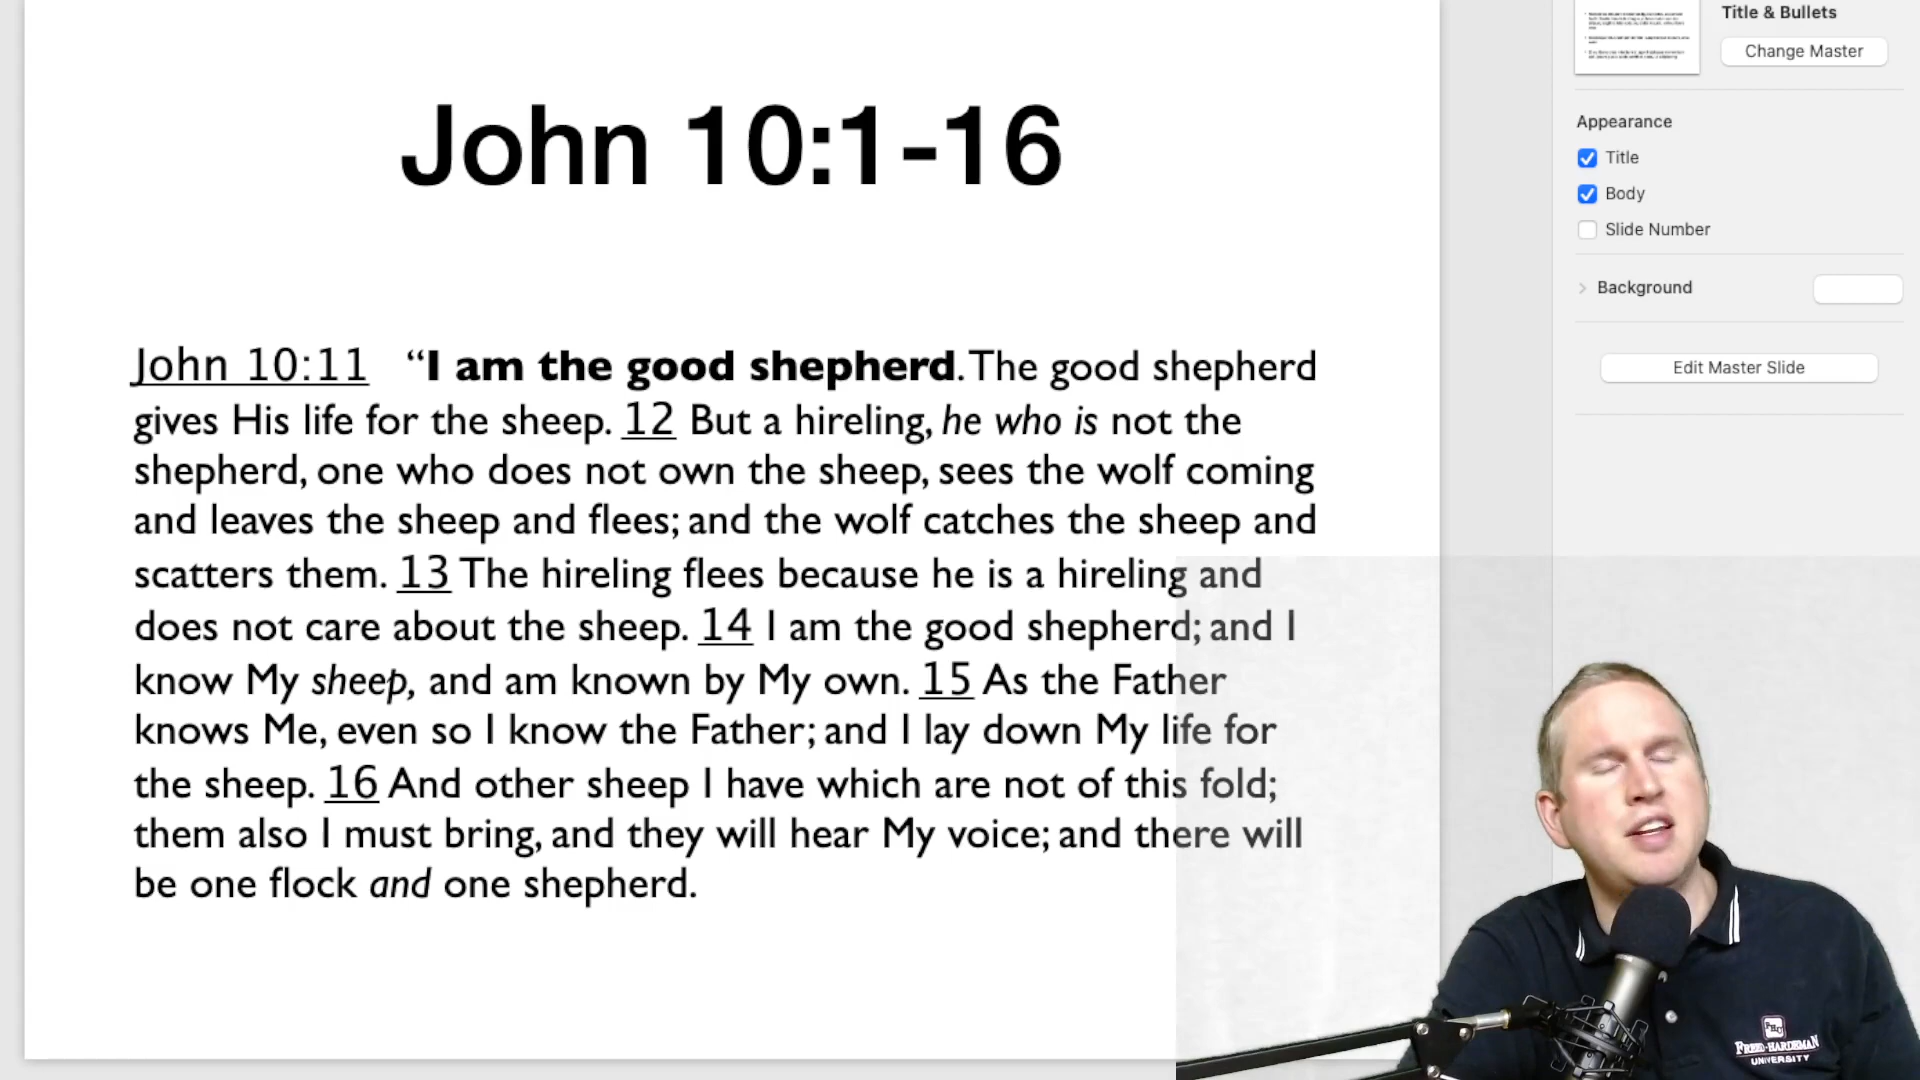 Title & Bullets
Change Master
John 10:1-16
Appearance
Title
Body
Slide Number
Background
Edit Master Slide
John 10:11 “I am the good shepherd. The good shepherd
gives His life for the sheep. 12 But a hireling, he who is not the
shepherd, one who does not own the sheep, sees the wolf coming
and leaves the sheep and flees; and the wolf catches the sheep and
scatters them. 13 The hireling flees because he is a hireling and
does not care about the sheep. 14 I am the good shepherd; and I
know My sheep, and am known by My own. 15 As the Father
knows Me, even so I know the Father; and I lay down My life for
the sheep. 16 And other sheep I have which are not of this fold;
them also I must bring, and they will hear My voice; and there will
be one flock and one shepherd.
FHU
FREED-HARDEMAN
UNIVERSITY